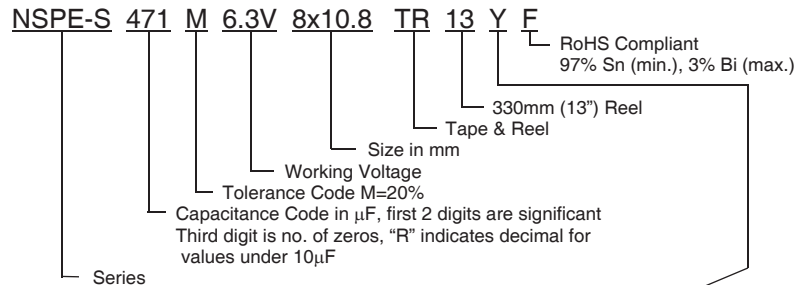 NSPE-S 471 M 6.3V 8x10.8 TR 13 Y F
RoHS Compliant
97% Sn (min.), 3% Bi (max.)
330mm (13”) Reel
Tape & Reel
Size in mm
Working Voltage
Tolerance Code M=20%
Capacitance Code in μF, first 2 digits are significant
Third digit is no. of zeros, “R” indicates decimal for
values under 10μF
Series